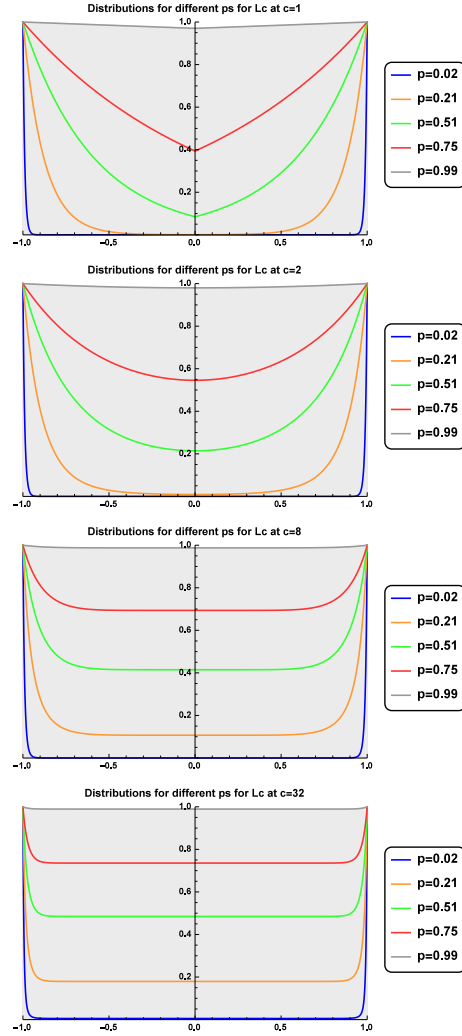 Distributions for different ps for Lc at c=1
1.0
0.8
0.6
0.4
0.2
−1.0 −0.5 0.0 0.5 1.0
p=0.02
p=0.21
p=0.51
p=0.75
p=0.99
Distributions for different ps for Lc at c=2
1.0
0.8
0.6
0.4
0.2
−1.0 −0.5 0.0 0.5 1.0
p=0.02
p=0.21
p=0.51
p=0.75
p=0.99
Distributions for different ps for Lc at c=8
1.0
0.8
0.6
0.4
0.2
−1.0 −0.5 0.0 0.5 1.0
p=0.02
p=0.21
p=0.51
p=0.75
p=0.99
Distributions for different ps for Lc at c=32
1.0
0.8
0.6
0.4
0.2
−1.0 −0.5 0.0 0.5 1.0
p=0.02
p=0.21
p=0.51
p=0.75
p=0.99